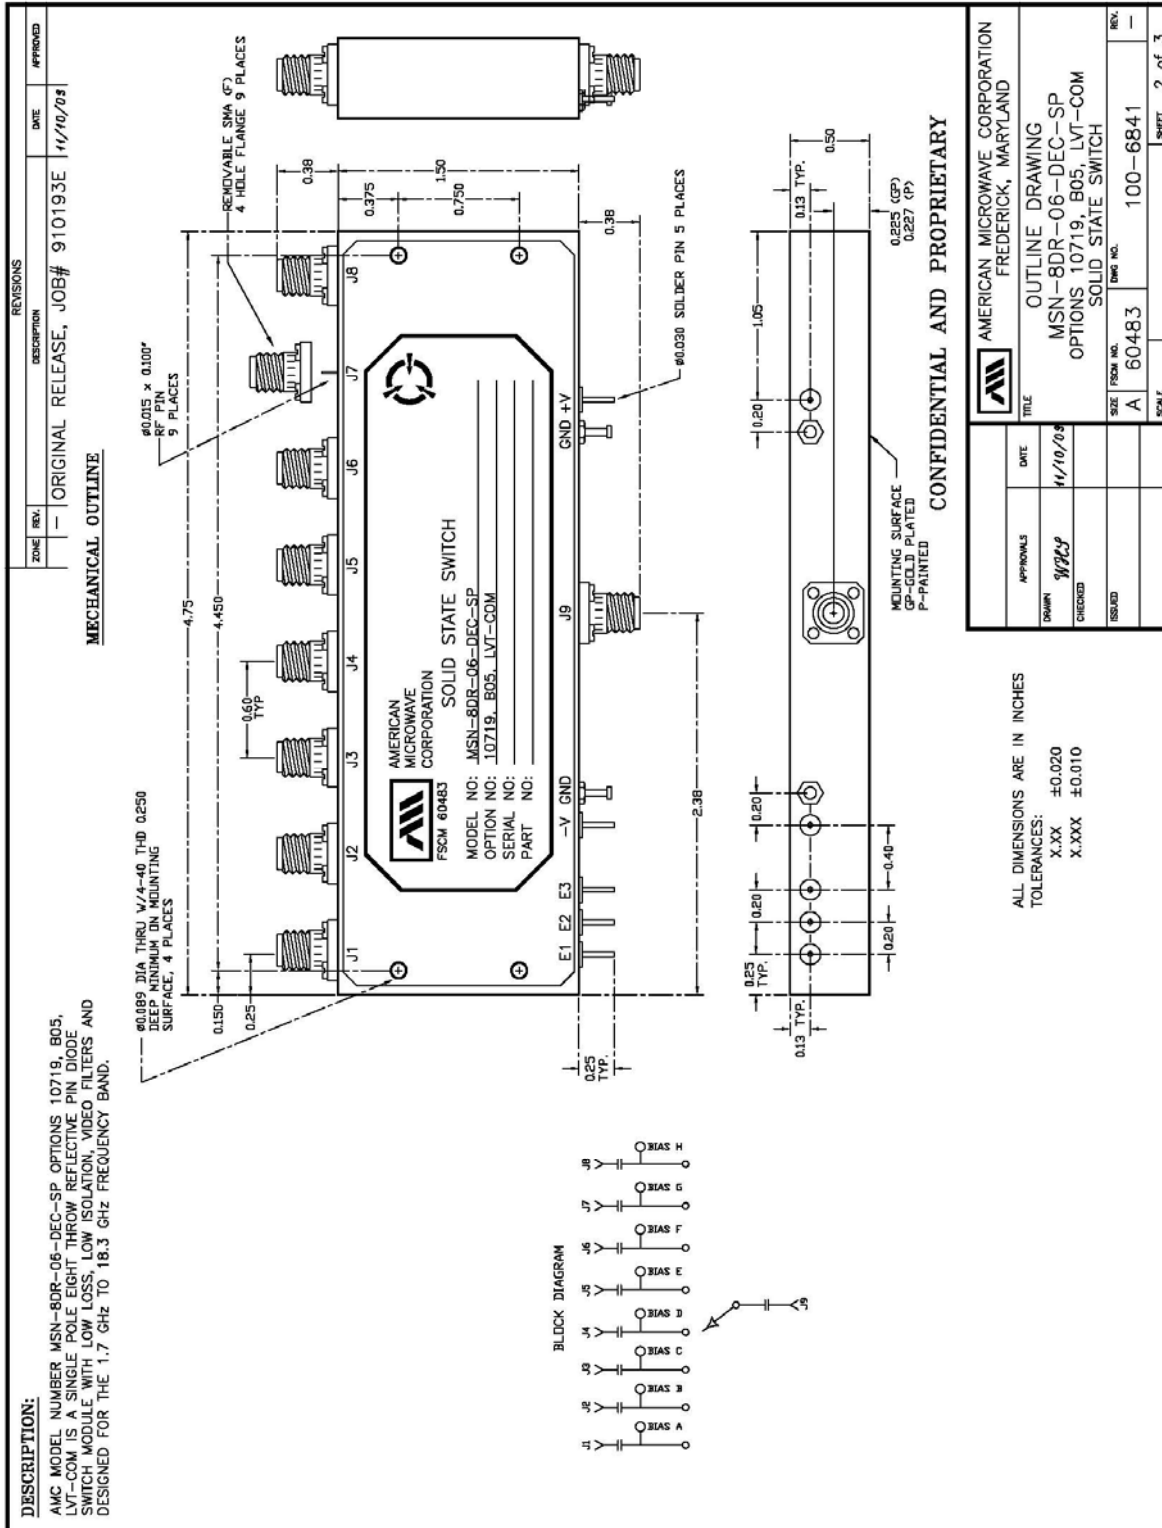 DESCRIPTION:
AMC MODEL NUMBER MSN-8DR-06-DEC-SP OPTIONS 10719, B05,
LVT-COM IS A SINGLE POLE EIGHT THROW REFLECTIVE PIN DIODE
SWITCH MODULE WITH LOW LOSS, LOW ISOLATION, VIDEO FILTERS AND
DESIGNED FOR THE 1.7 GHz TO 18.3 GHz FREQUENCY BAND.
REVISIONS
ZONE REV. DESCRIPTION DATE APPROVED
— ORIGINAL RELEASE, JOB# 910193E 11/10/09
MECHANICAL OUTLINE
Ø0.089 DIA THRU W/4-40 THD 0.250
DEEP MINIMUM ON MOUNTING
SURFACE, 4 PLACES
Ø0.015 x 0.100"
RF PIN
9 PLACES
REMOVABLE SMA (F)
4 HOLE FLANGE 9 PLACES
4.75
4.450
0.150
0.25
0.60
TYP
0.38
0.375
1.50
0.750
0.38
J1 J2 J3 J4 J5 J6 J7 J8
AMERICAN
MICROWAVE
CORPORATION
FSCM 60483
SOLID STATE SWITCH
MODEL NO: MSN-8DR-06-DEC-SP
OPTION NO: 10719, B05, LVT-COM
SERIAL NO:
PART NO:
E1 E2 E3 -V GND J9 GND +V
0.25
TYP.
2.38
Ø0.030 SOLDER PIN 5 PLACES
BLOCK DIAGRAM
J1 J2 J3 J4 J5 J6 J7 J8
BIAS A BIAS B BIAS C BIAS D BIAS E BIAS F BIAS G BIAS H
J9
0.25
TYP.
0.20
0.20
0.20
1.05
0.13 TYP.
0.20
0.40
0.13 TYP.
0.50
0.225 (GP)
0.227 (P)
MOUNTING SURFACE
GP-GOLD PLATED
P-PAINTED
CONFIDENTIAL AND PROPRIETARY
ALL DIMENSIONS ARE IN INCHES
TOLERANCES:
X.XX ±0.020
X.XXX ±0.010
APPROVALS DATE
DRAWN WHS 11/10/09
CHECKED
ISSUED
AMERICAN MICROWAVE CORPORATION
FREDERICK, MARYLAND
TITLE
OUTLINE DRAWING
MSN-8DR-06-DEC-SP
OPTIONS 10719, B05, LVT-COM
SOLID STATE SWITCH
SIZE FSCM NO. DWG NO. REV.
A 60483 100-6841 —
SCALE SHEET 2 of 3